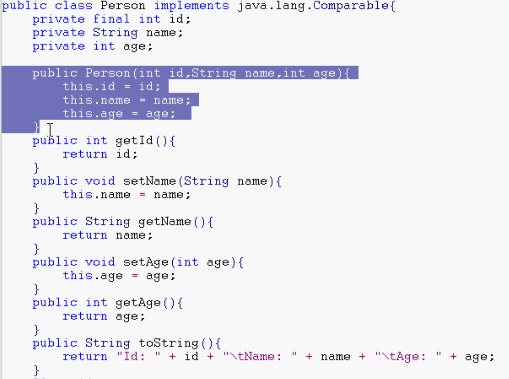 public class Person implements java.lang.Comparable{
    private final int id;
    private String name;
    private int age;

    public Person(int id,String name,int age){
        this.id = id;
        this.name = name;
        this.age = age;
    }
    public int getId(){
        return id;
    }
    public void setName(String name){
        this.name = name;
    }
    public String getName(){
        return name;
    }
    public void setAge(int age){
        this.age = age;
    }
    public int getAge(){
        return age;
    }
    public String toString(){
        return "Id: " + id + "\tName: " + name + "\tAge: " + age;
    }